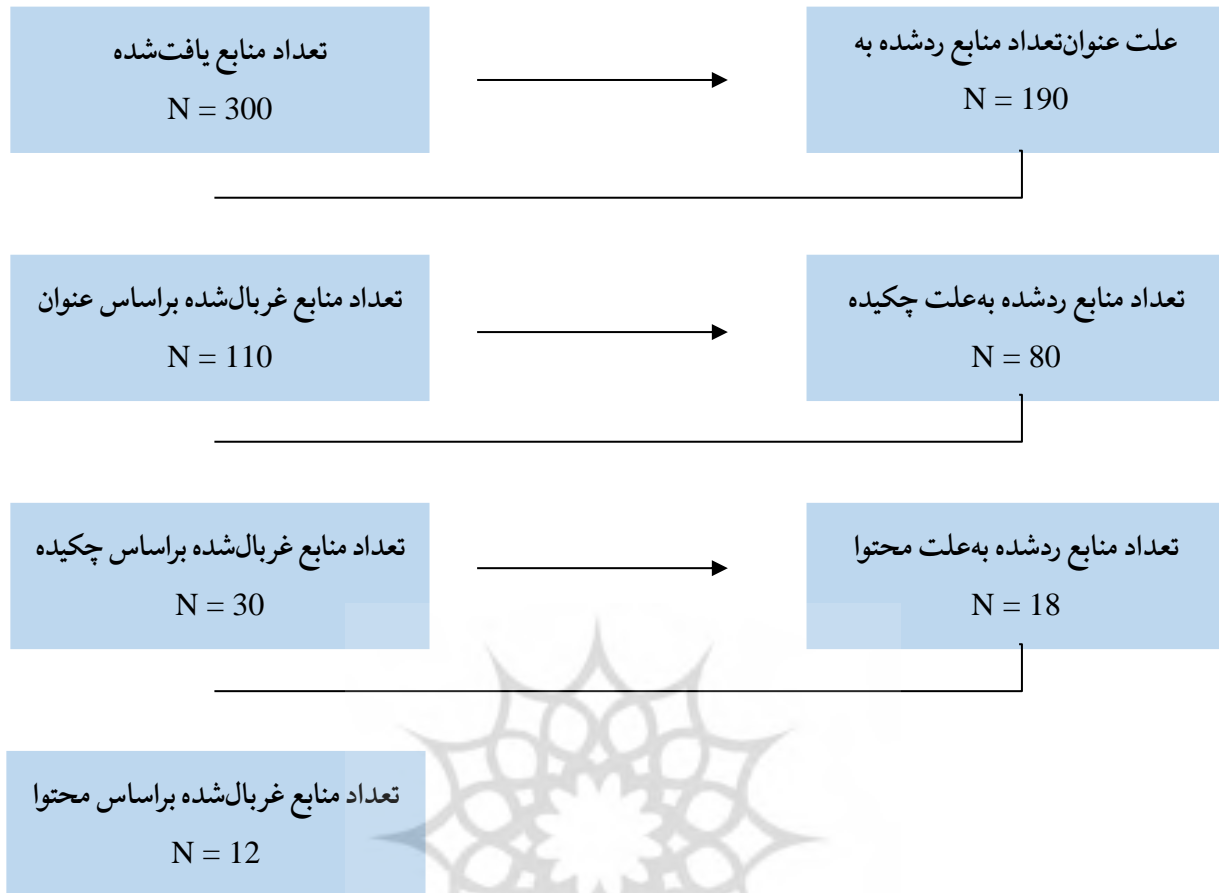 تعداد منابع یافت‌شده
N = 300
علت عنوان‌تعداد منابع ردشده به
N = 190
تعداد منابع غربال‌شده براساس عنوان
N = 110
تعداد منابع ردشده به‌علت چکیده
N = 80
تعداد منابع غربال‌شده براساس چکیده
N = 30
تعداد منابع ردشده به‌علت محتوا
N = 18
تعداد منابع غربال‌شده براساس محتوا
N = 12